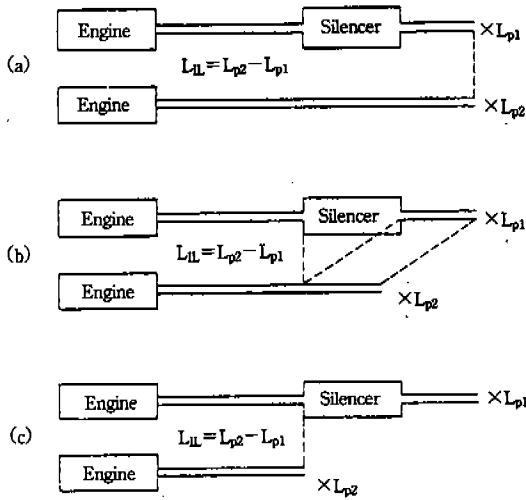 Engine Silencer ×Lp1
(a) LIL=Lp2−Lp1
Engine ×Lp2
Engine Silencer ×Lp1
(b) LIL=Lp2−Lp1
Engine ×Lp2
Engine Silencer ×Lp1
(c) LIL=Lp2−Lp1
Engine ×Lp2